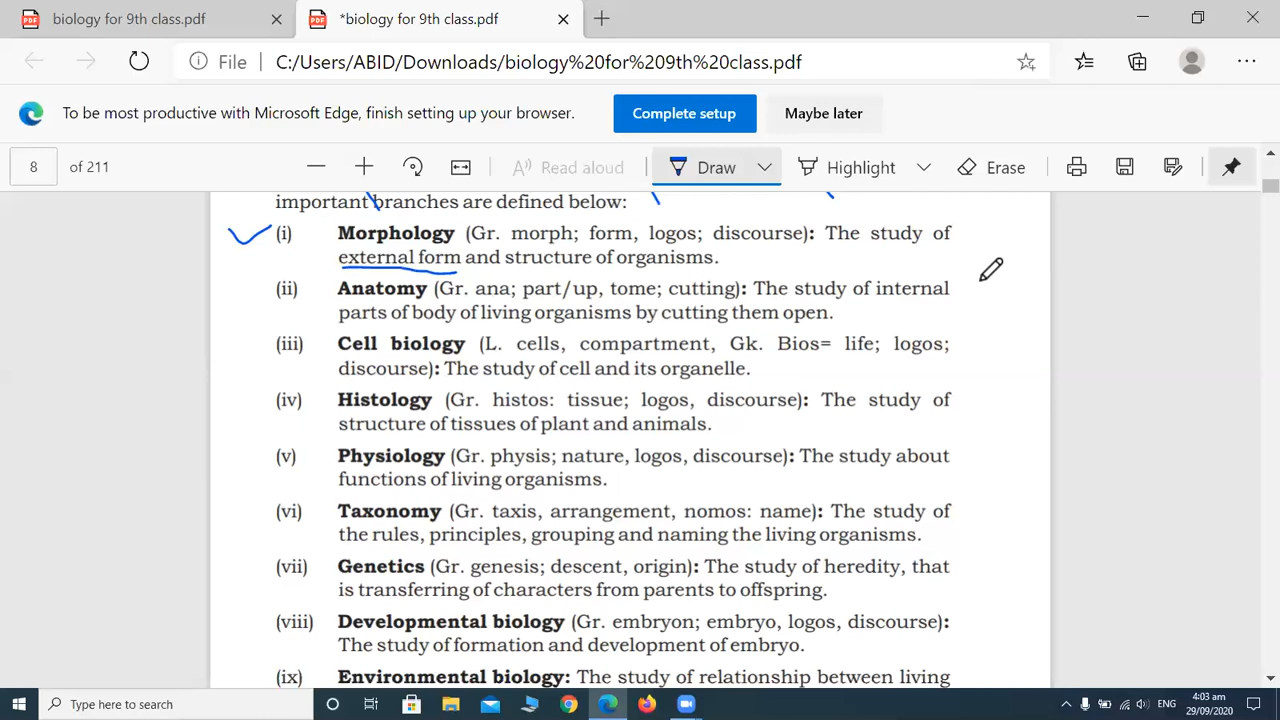 biology for 9th class.pdf
*biology for 9th class.pdf
File C:/Users/ABID/Downloads/biology%20for%209th%20class.pdf
To be most productive with Microsoft Edge, finish setting up your browser. Complete setup Maybe later
8 of 211 Read aloud Draw Highlight Erase
important branches are defined below:
(i) Morphology (Gr. morph; form, logos; discourse): The study of
external form and structure of organisms.
(ii) Anatomy (Gr. ana; part/up, tome; cutting): The study of internal
parts of body of living organisms by cutting them open.
(iii) Cell biology (L. cells, compartment, Gk. Bios= life; logos;
discourse): The study of cell and its organelle.
(iv) Histology (Gr. histos: tissue; logos, discourse): The study of
structure of tissues of plant and animals.
(v) Physiology (Gr. physis; nature, logos, discourse): The study about
functions of living organisms.
(vi) Taxonomy (Gr. taxis, arrangement, nomos: name): The study of
the rules, principles, grouping and naming the living organisms.
(vii) Genetics (Gr. genesis; descent, origin): The study of heredity, that
is transferring of characters from parents to offspring.
(viii) Developmental biology (Gr. embryon; embryo, logos, discourse):
The study of formation and development of embryo.
(ix) Environmental biology: The study of relationship between living
Type here to search
ENG
4:03 am
29/09/2020